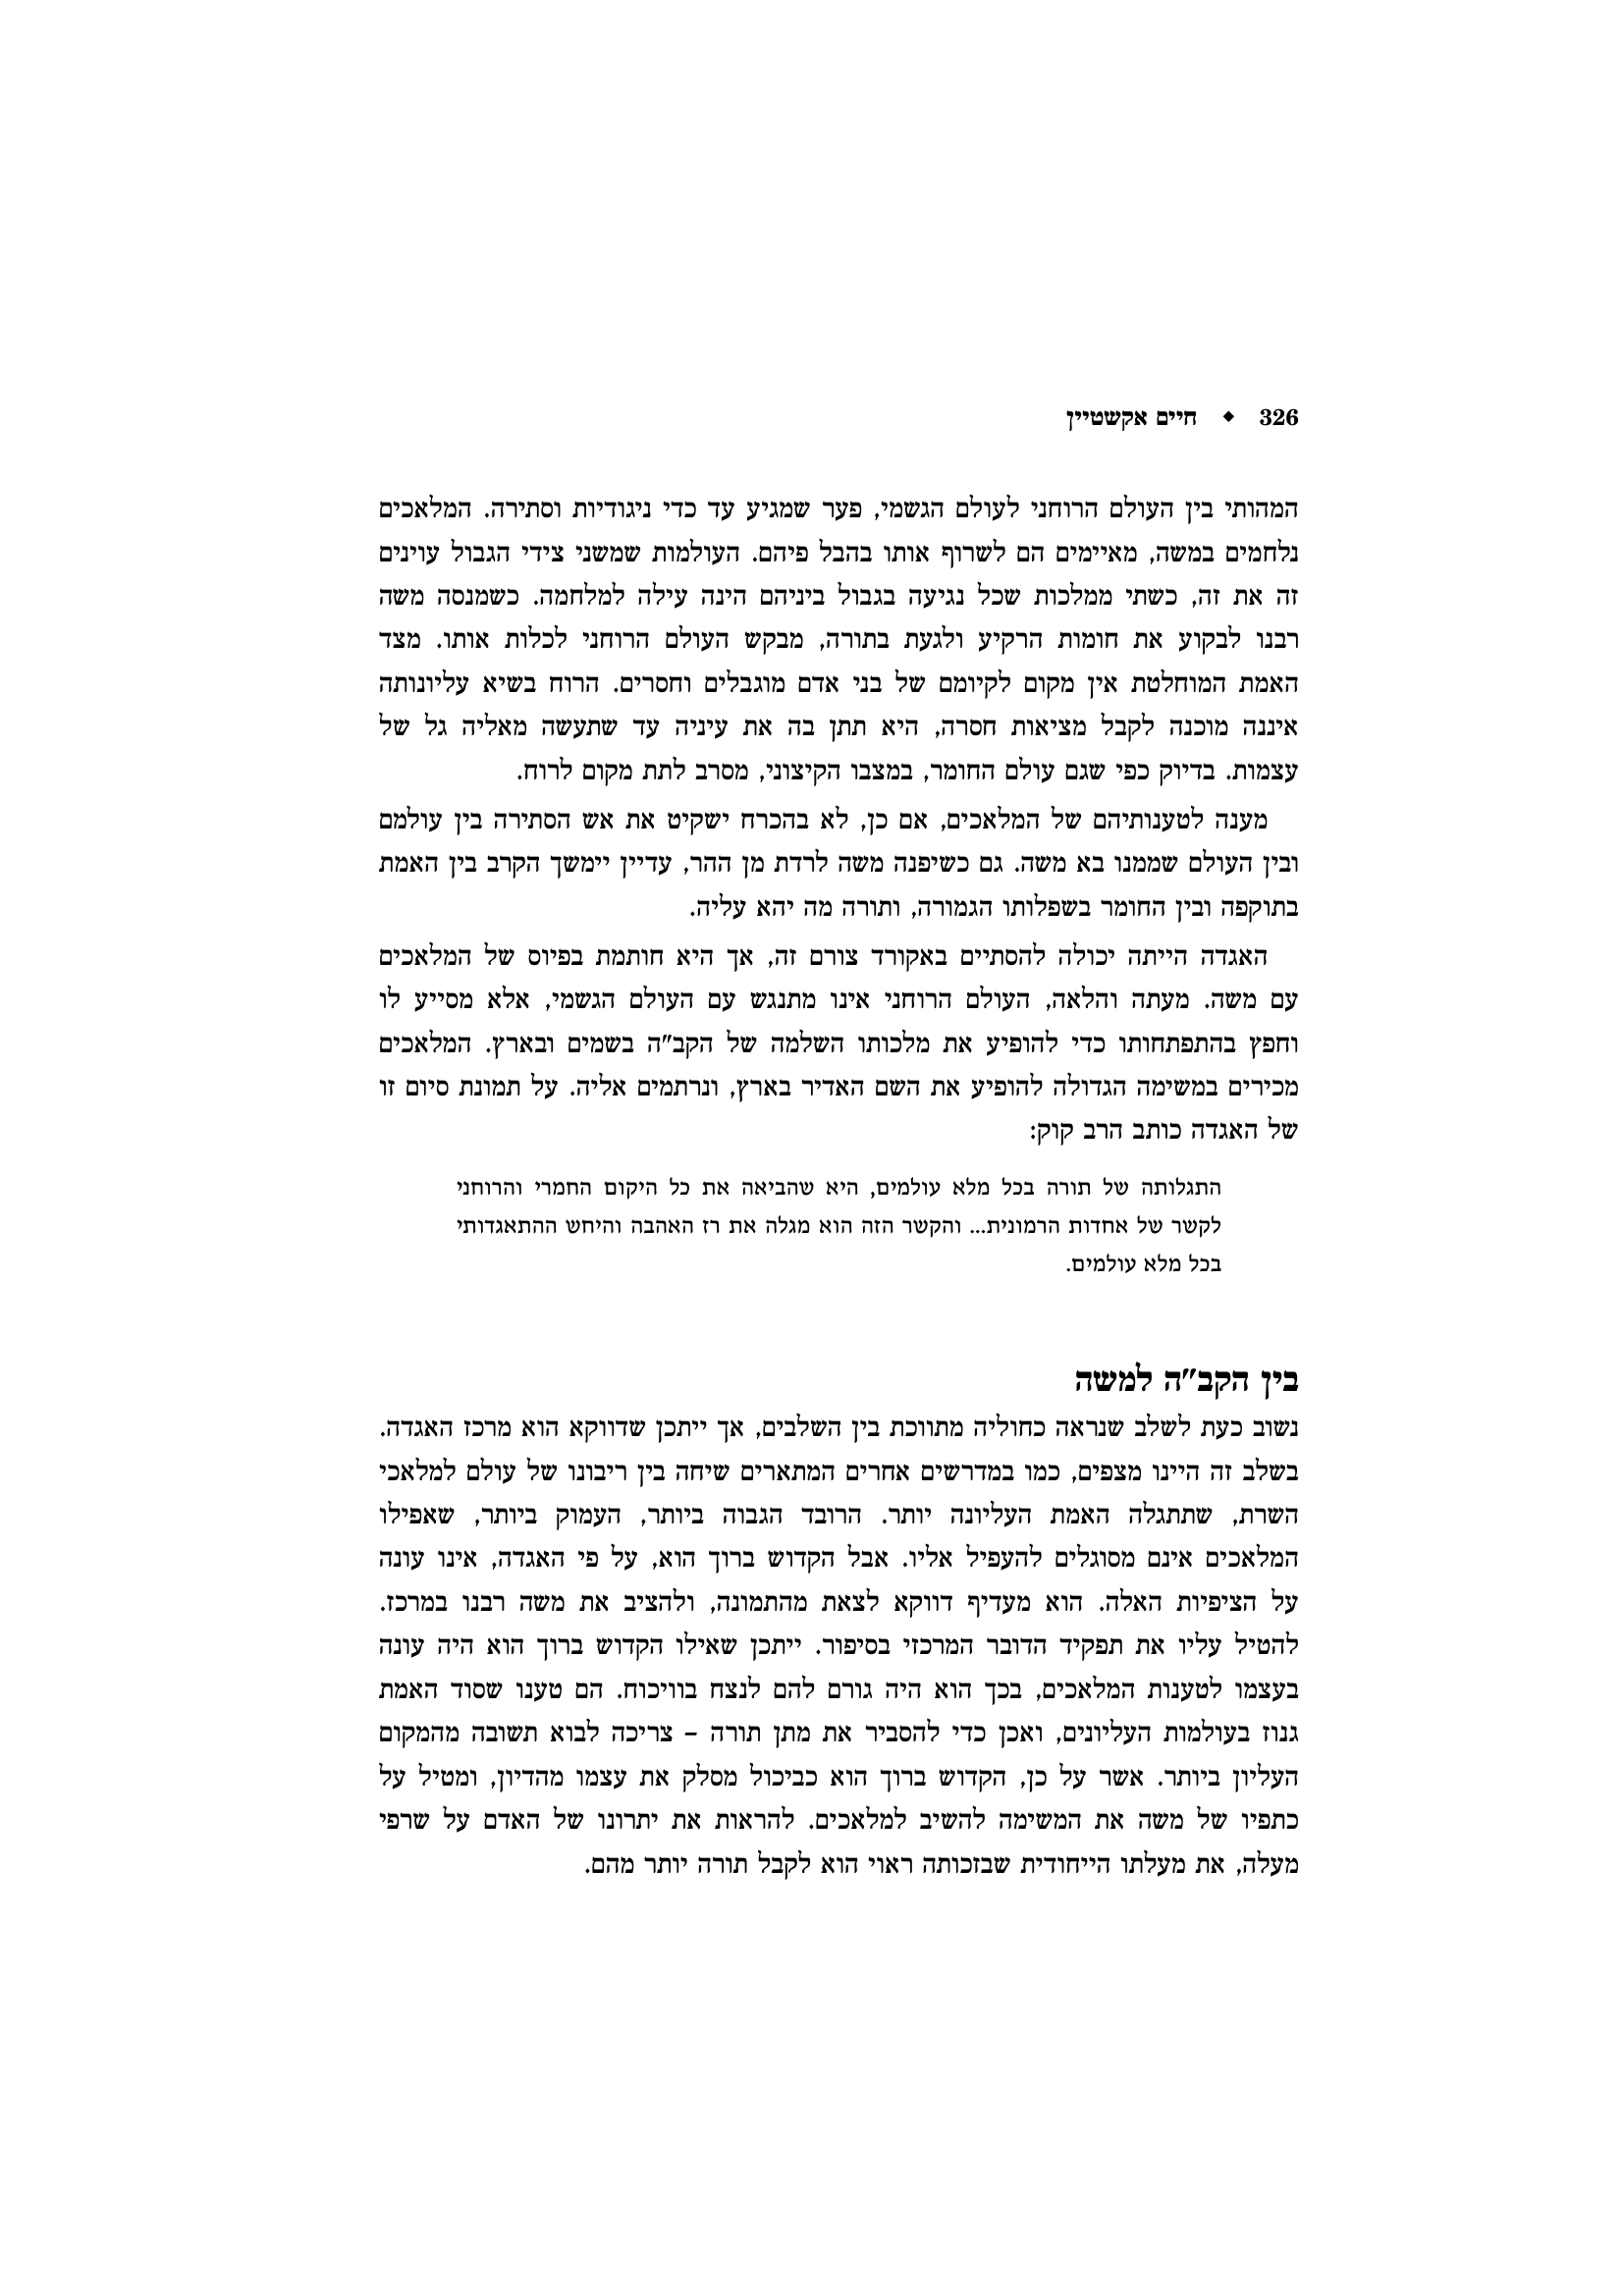 326 ◆ חיים אקשטיין
המהותי בין העולם הרוחני לעולם הגשמי, פער שמגיע עד כדי ניגודיות וסתירה. המלאכים
נלחמים במשה, מאיימים הם לשרוף אותו בהבל פיהם. העולמות שמשני צידי הגבול עוינים
זה את זה, כשתי ממלכות שכל נגיעה בגבול ביניהם הינה עילה למלחמה. כשמנסה משה
רבנו לבקוע את חומות הרקיע ולגעת בתורה, מבקש העולם הרוחני לכלות אותו. מצד
האמת המוחלטת אין מקום לקיומם של בני אדם מוגבלים וחסרים. הרוח בשיא עליונותה
איננה מוכנה לקבל מציאות חסרה, היא תתן בה את עיניה עד שתעשה מאליה גל של
עצמות. בדיוק כפי שגם עולם החומר, במצבו הקיצוני, מסרב לתת מקום לרוח.
מענה לטענותיהם של המלאכים, אם כן, לא בהכרח ישקיט את אש הסתירה בין עולמם
ובין העולם שממנו בא משה. גם כשיפנה משה לרדת מן ההר, עדיין יימשך הקרב בין האמת
בתוקפה ובין החומר בשפלותו הגמורה, ותורה מה יהא עליה.
האגדה הייתה יכולה להסתיים באקורד צורם זה, אך היא חותמת בפיוס של המלאכים
עם משה. מעתה והלאה, העולם הרוחני אינו מתנגש עם העולם הגשמי, אלא מסייע לו
וחפץ בהתפתחותו כדי להופיע את מלכותו השלמה של הקב"ה בשמים ובארץ. המלאכים
מכירים במשימה הגדולה להופיע את השם האדיר בארץ, ונרתמים אליה. על תמונת סיום זו
של האגדה כותב הרב קוק:
התגלותה של תורה בכל מלא עולמים, היא שהביאה את כל היקום החמרי והרוחני
לקשר של אחדות הרמונית... והקשר הזה הוא מגלה את רז האהבה והיחש ההתאגדותי
בכל מלא עולמים.
בין הקב"ה למשה
נשוב כעת לשלב שנראה כחוליה מתווכת בין השלבים, אך ייתכן שדווקא הוא מרכז האגדה.
בשלב זה היינו מצפים, כמו במדרשים אחרים המתארים שיחה בין ריבונו של עולם למלאכי
השרת, שתתגלה האמת העליונה יותר. הרובד הגבוה ביותר, העמוק ביותר, שאפילו
המלאכים אינם מסוגלים להעפיל אליו. אבל הקדוש ברוך הוא, על פי האגדה, אינו עונה
על הציפיות האלה. הוא מעדיף דווקא לצאת מהתמונה, ולהציב את משה רבנו במרכז.
להטיל עליו את תפקיד הדובר המרכזי בסיפור. ייתכן שאילו הקדוש ברוך הוא היה עונה
בעצמו לטענות המלאכים, בכך הוא היה גורם להם לנצח בוויכוח. הם טענו שסוד האמת
גנוז בעולמות העליונים, ואכן כדי להסביר את מתן תורה – צריכה לבוא תשובה מהמקום
העליון ביותר. אשר על כן, הקדוש ברוך הוא כביכול מסלק את עצמו מהדיון, ומטיל על
כתפיו של משה את המשימה להשיב למלאכים. להראות את יתרונו של האדם על שרפי
מעלה, את מעלתו הייחודית שבזכותה ראוי הוא לקבל תורה יותר מהם.